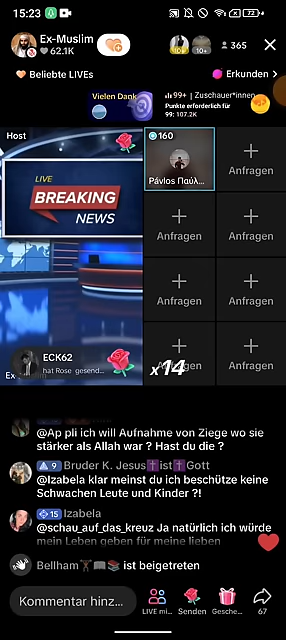 15:23
72
Ex-Muslim
62.1K
10+
365
Beliebte LIVEs
Erkunden
Vielen Dank
99+ | Zuschauer*innen
Punkte erforderlich für
99: 107.2K
Host
160
LIVE
BREAKING
NEWS
Pávlos Παύλ...
Anfragen
Anfragen
Anfragen
Anfragen
Anfragen
Anfragen
Anfragen
ECK62
hat Rose gesend...
x14
Ex
@Ap pli ich will Aufnahme von Ziege wo sie
stärker als Allah war ? Hast du die ?
9 Bruder K. Jesus✝️ist✝️Gott
@Izabela klar meinst du ich beschütze keine
Schwachen Leute und Kinder ?!
15 Izabela
@schau_auf_das_kreuz Ja natürlich ich würde
mein Leben geben für meine lieben
Bellham ist beigetreten
Kommentar hinz...
LIVE mi...
Senden
Gesche...
67